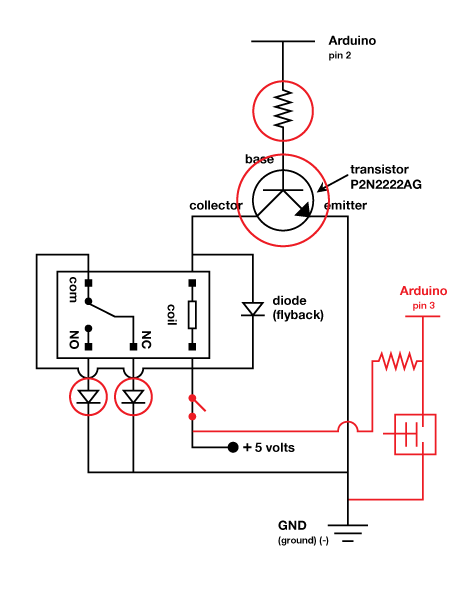 Arduino
pin 2
base
transistor
P2N2222AG
collector
emitter
com
coil
NO
NC
diode
(flyback)
Arduino
pin 3
+ 5 volts
GND
(ground) (-)